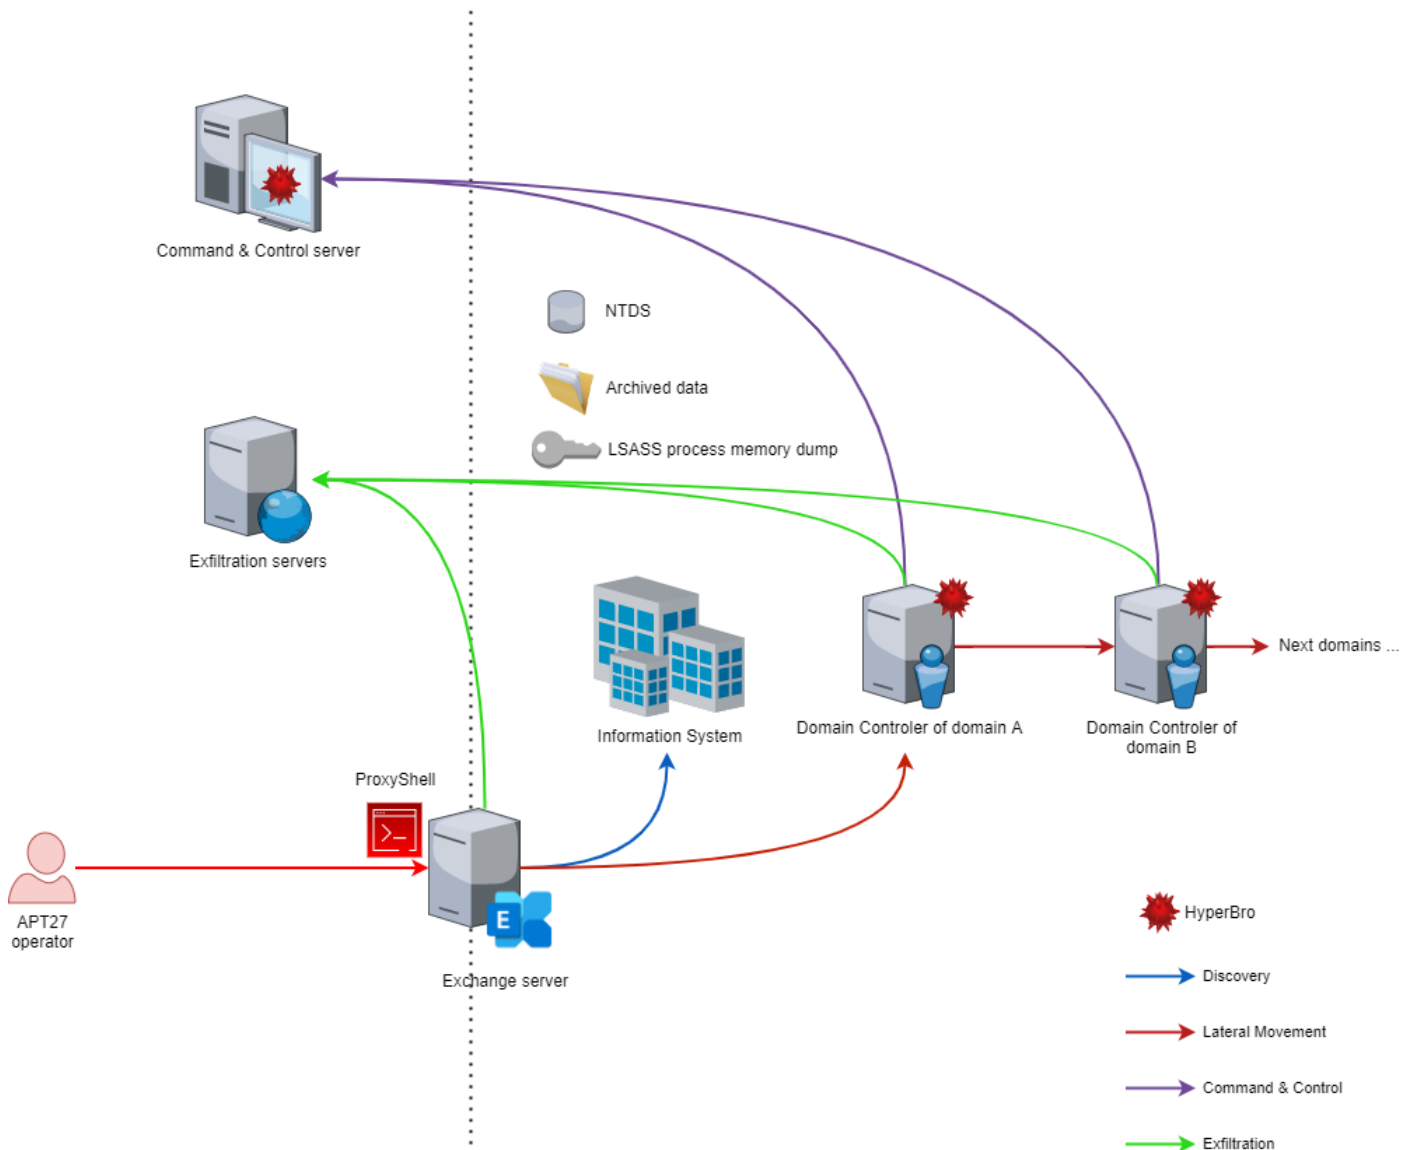 Command & Control server
NTDS
Archived data
LSASS process memory dump
Exfiltration servers
Information System
Domain Controler of domain A
Domain Controler of
domain B
Next domains ...
ProxyShell
>_
E
APT27
operator
Exchange server
HyperBro
Discovery
Lateral Movement
Command & Control
Exfiltration